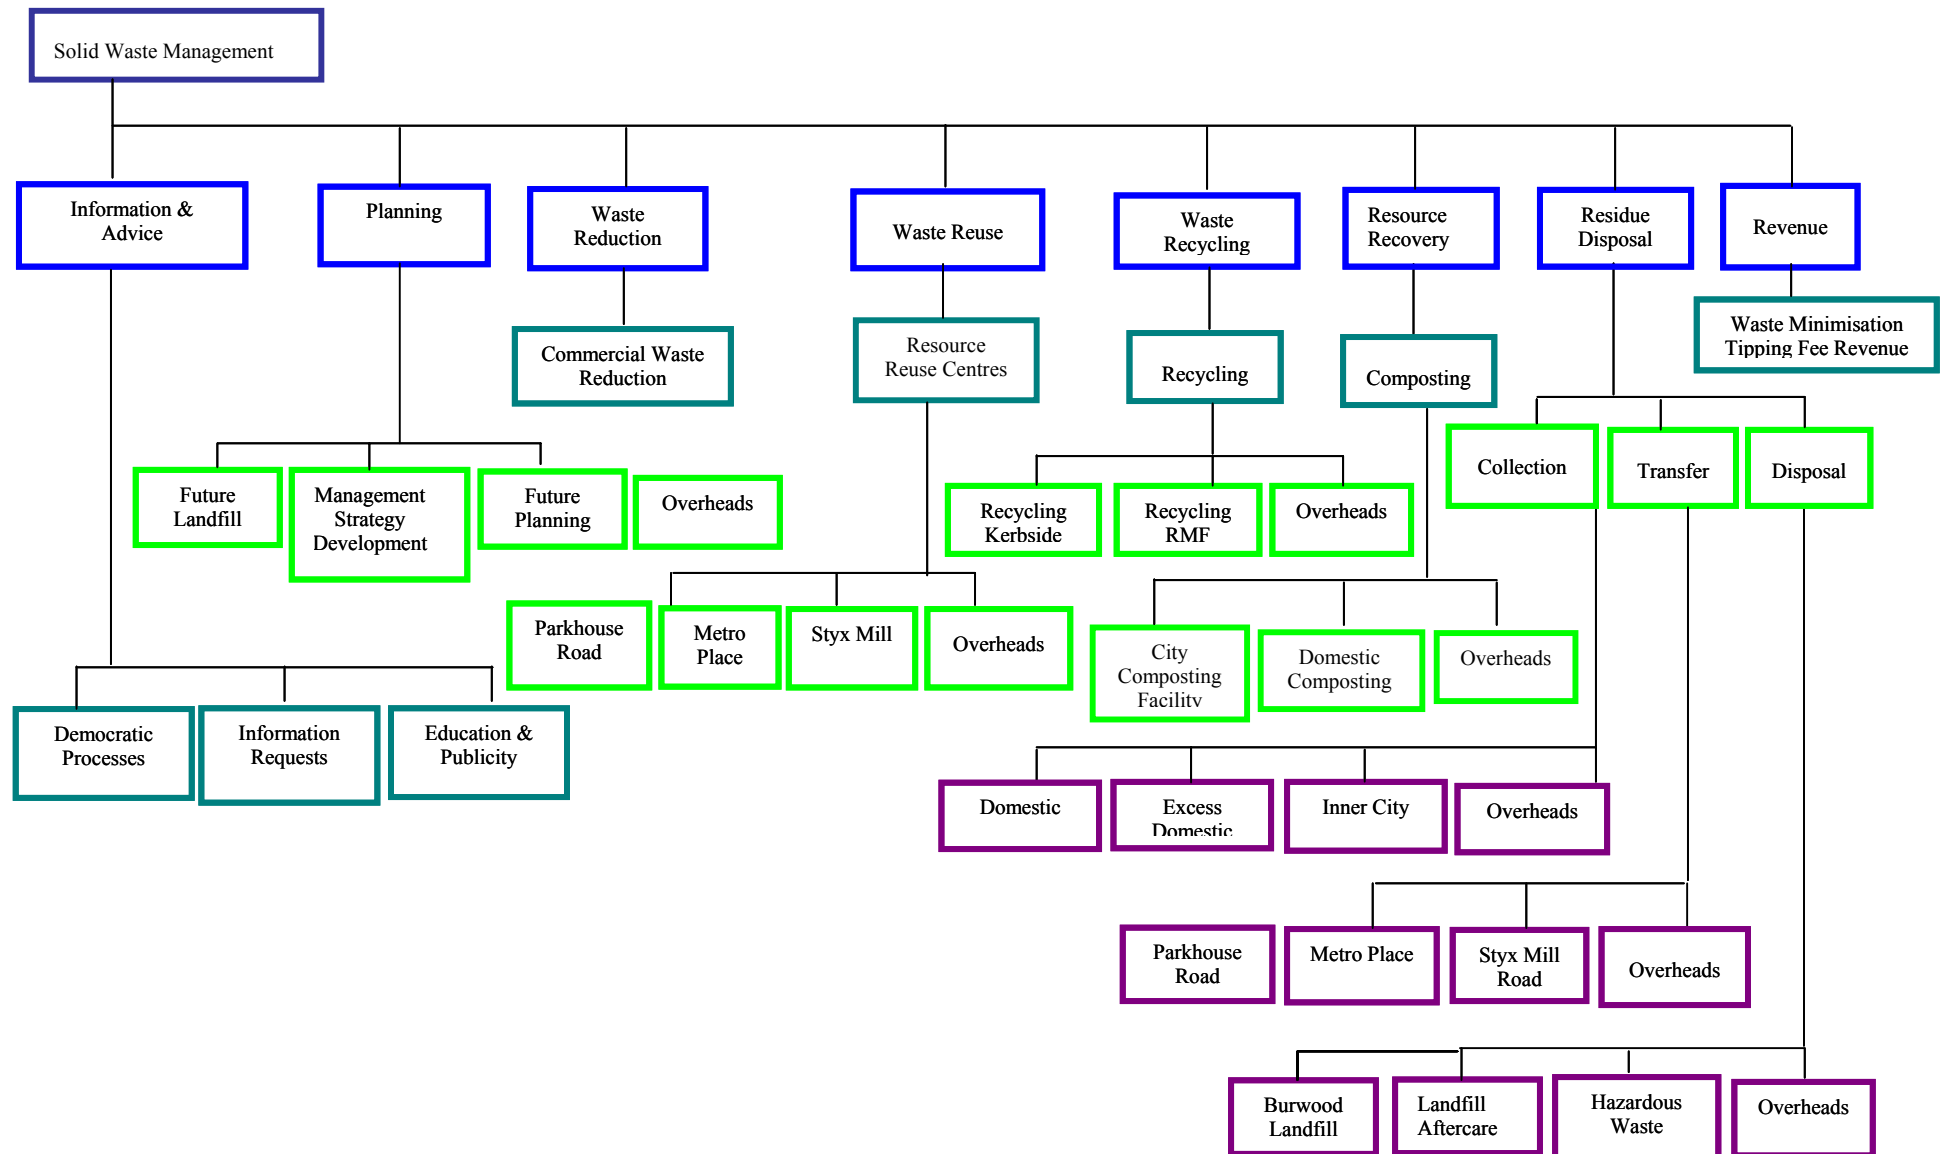 Solid Waste Management
Information &
Advice
Planning
Waste
Reduction
Waste Reuse
Waste
Recycling
Resource
Recovery
Residue
Disposal
Revenue
Commercial Waste
Reduction
Resource
Reuse Centres
Recycling
Composting
Waste Minimisation
Tipping Fee Revenue
Future
Landfill
Management
Strategy
Development
Future
Planning
Overheads
Recycling
Kerbside
Recycling
RMF
Overheads
Collection
Transfer
Disposal
Parkhouse
Road
Metro
Place
Styx Mill
Overheads
City
Composting
Facility
Domestic
Composting
Overheads
Democratic
Processes
Information
Requests
Education &
Publicity
Domestic
Excess
Domestic
Inner City
Overheads
Parkhouse
Road
Metro Place
Styx Mill
Road
Overheads
Burwood
Landfill
Landfill
Aftercare
Hazardous
Waste
Overheads